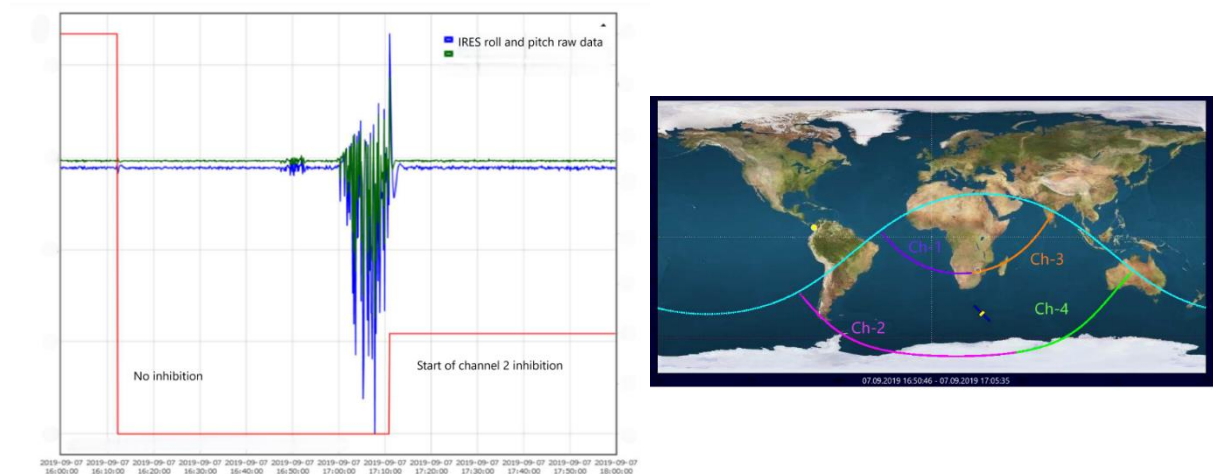 IRES roll and pitch raw data
No inhibition
Start of channel 2 inhibition
2019-09-07 2019-09-07 2019-09-07 2019-09-07 2019-09-07 2019-09-07 2019-09-07 2019-09-07 2019-09-07 2019-09-07 2019-09-07 2019-09-07 2019-09-07
16:00:00 16:10:00 16:20:00 16:30:00 16:40:00 16:50:00 17:00:00 17:10:00 17:20:00 17:30:00 17:40:00 17:50:00 18:00:00
Ch-1
Ch-3
Ch-4
Ch-2
07.09.2019 16:50:46 - 07.09.2019 17:05:35